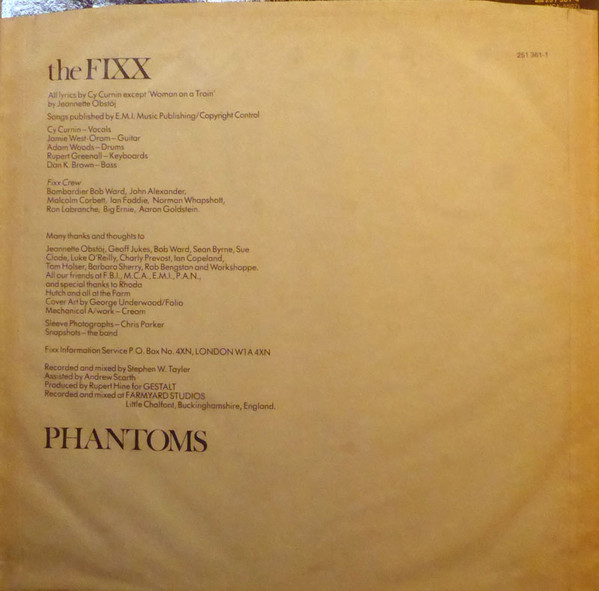 the FIXX
251 961-1
All lyrics by Cy Curnin except 'Woman on a Train'
by Jeannette Obstój
Songs published by E.M.I. Music Publishing/Copyright Control
Cy Curnin – Vocals
Jamie West-Oram – Guitar
Adam Woods – Drums
Rupert Greenall – Keyboards
Dan K. Brown – Bass
Fixx Crew
Bombardier Bob Ward, John Alexander,
Malcolm Corbett, Ian Faddie, Norman Whapshott,
Ron Labranche, Big Ernie, Aaron Goldstein.
Many thanks and thoughts to
Jeannette Obstój, Geoff Jukes, Bob Ward, Sean Byrne, Sue
Clode, Luke O'Reilly, Charly Prevost, Ian Copeland,
Tom Holser, Barbara Sherry, Rob Bengston and Workshoppe.
All our friends at F.B.I., M.C.A., E.M.I., P.A.N.,
and special thanks to Rhoda
Hutch and all at the Farm
Cover Art by George Underwood/Folio
Mechanical A/work – Cream
Sleeve Photographs – Chris Parker
Snapshots – the band
Fixx Information Service P.O. Box No. 4XN, LONDON W1A 4XN
Recorded and mixed by Stephen W. Tayler
Assisted by Andrew Scarth
Produced by Rupert Hine for GESTALT
Recorded and mixed at FARMYARD STUDIOS
Little Chalfont, Buckinghamshire, England.
PHANTOMS